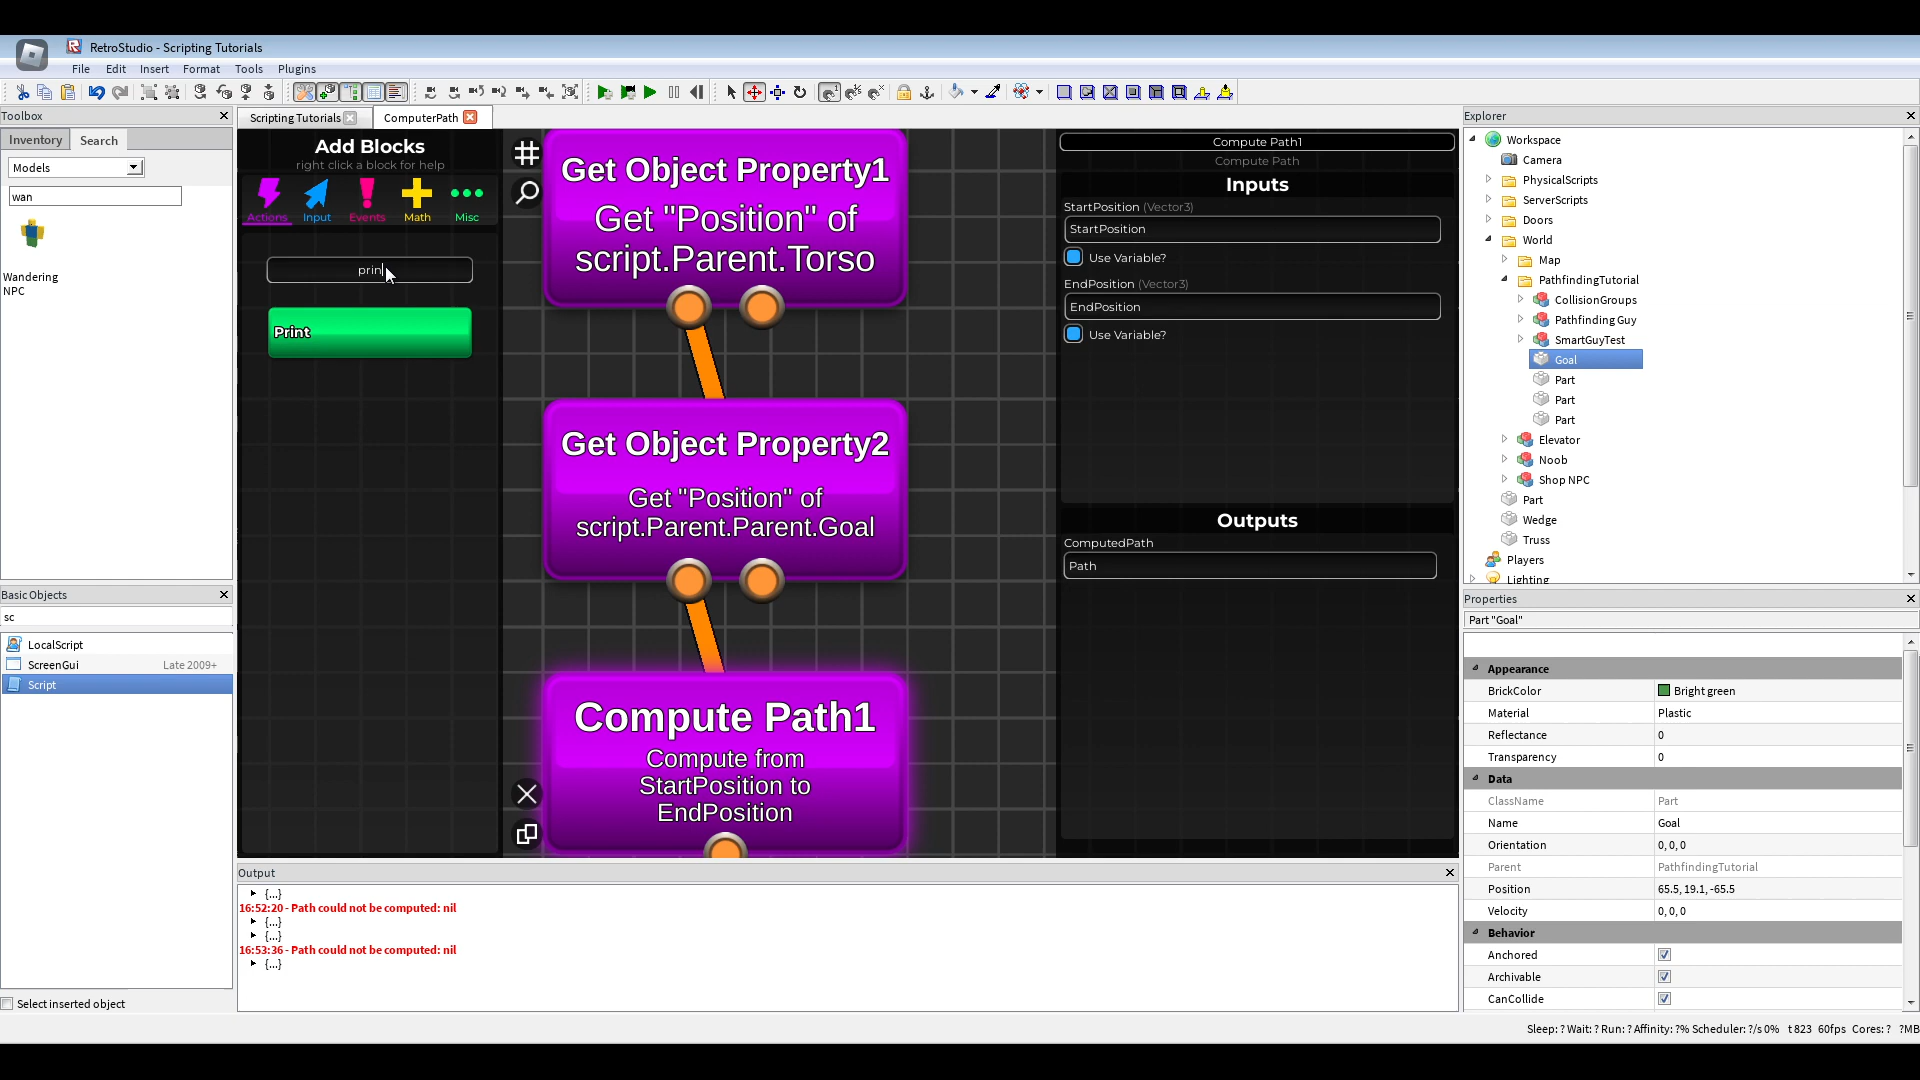 RetroStudio - Scripting Tutorials
File Edit Insert Format Tools Plugins
Toolbox
Inventory Search
Models
wan
Wandering
NPC
Basic Objects
sc
LocalScript
ScreenGui Late 2009+
Script
Select inserted object
Scripting Tutorials ComputerPath
Add Blocks
right click a block for help
Actions Input Events Math Misc
prin
Print
Get Object Property1
Get "Position" of
script.Parent.Torso
Get Object Property2
Get "Position" of
script.Parent.Parent.Goal
Compute Path1
Compute from
StartPosition to
EndPosition
Compute Path1
Compute Path
Inputs
StartPosition (Vector3)
StartPosition
Use Variable?
EndPosition (Vector3)
EndPosition
Use Variable?
Outputs
ComputedPath
Path
Output
{...}
16:52:20 - Path could not be computed: nil
{...}
{...}
16:53:36 - Path could not be computed: nil
{...}
Explorer
Workspace
Camera
PhysicalScripts
ServerScripts
Doors
World
Map
PathfindingTutorial
CollisionGroups
Pathfinding Guy
SmartGuyTest
Goal
Part
Part
Part
Elevator
Noob
Shop NPC
Part
Wedge
Truss
Players
Lighting
Properties
Part "Goal"
Appearance
BrickColor Bright green
Material Plastic
Reflectance 0
Transparency 0
Data
ClassName Part
Name Goal
Orientation 0, 0, 0
Parent PathfindingTutorial
Position 65.5, 19.1, -65.5
Velocity 0, 0, 0
Behavior
Anchored
Archivable
CanCollide
Sleep: ? Wait: ? Run: ? Affinity: ?% Scheduler: ?/s 0% t 823 60fps Cores: ? ?MB